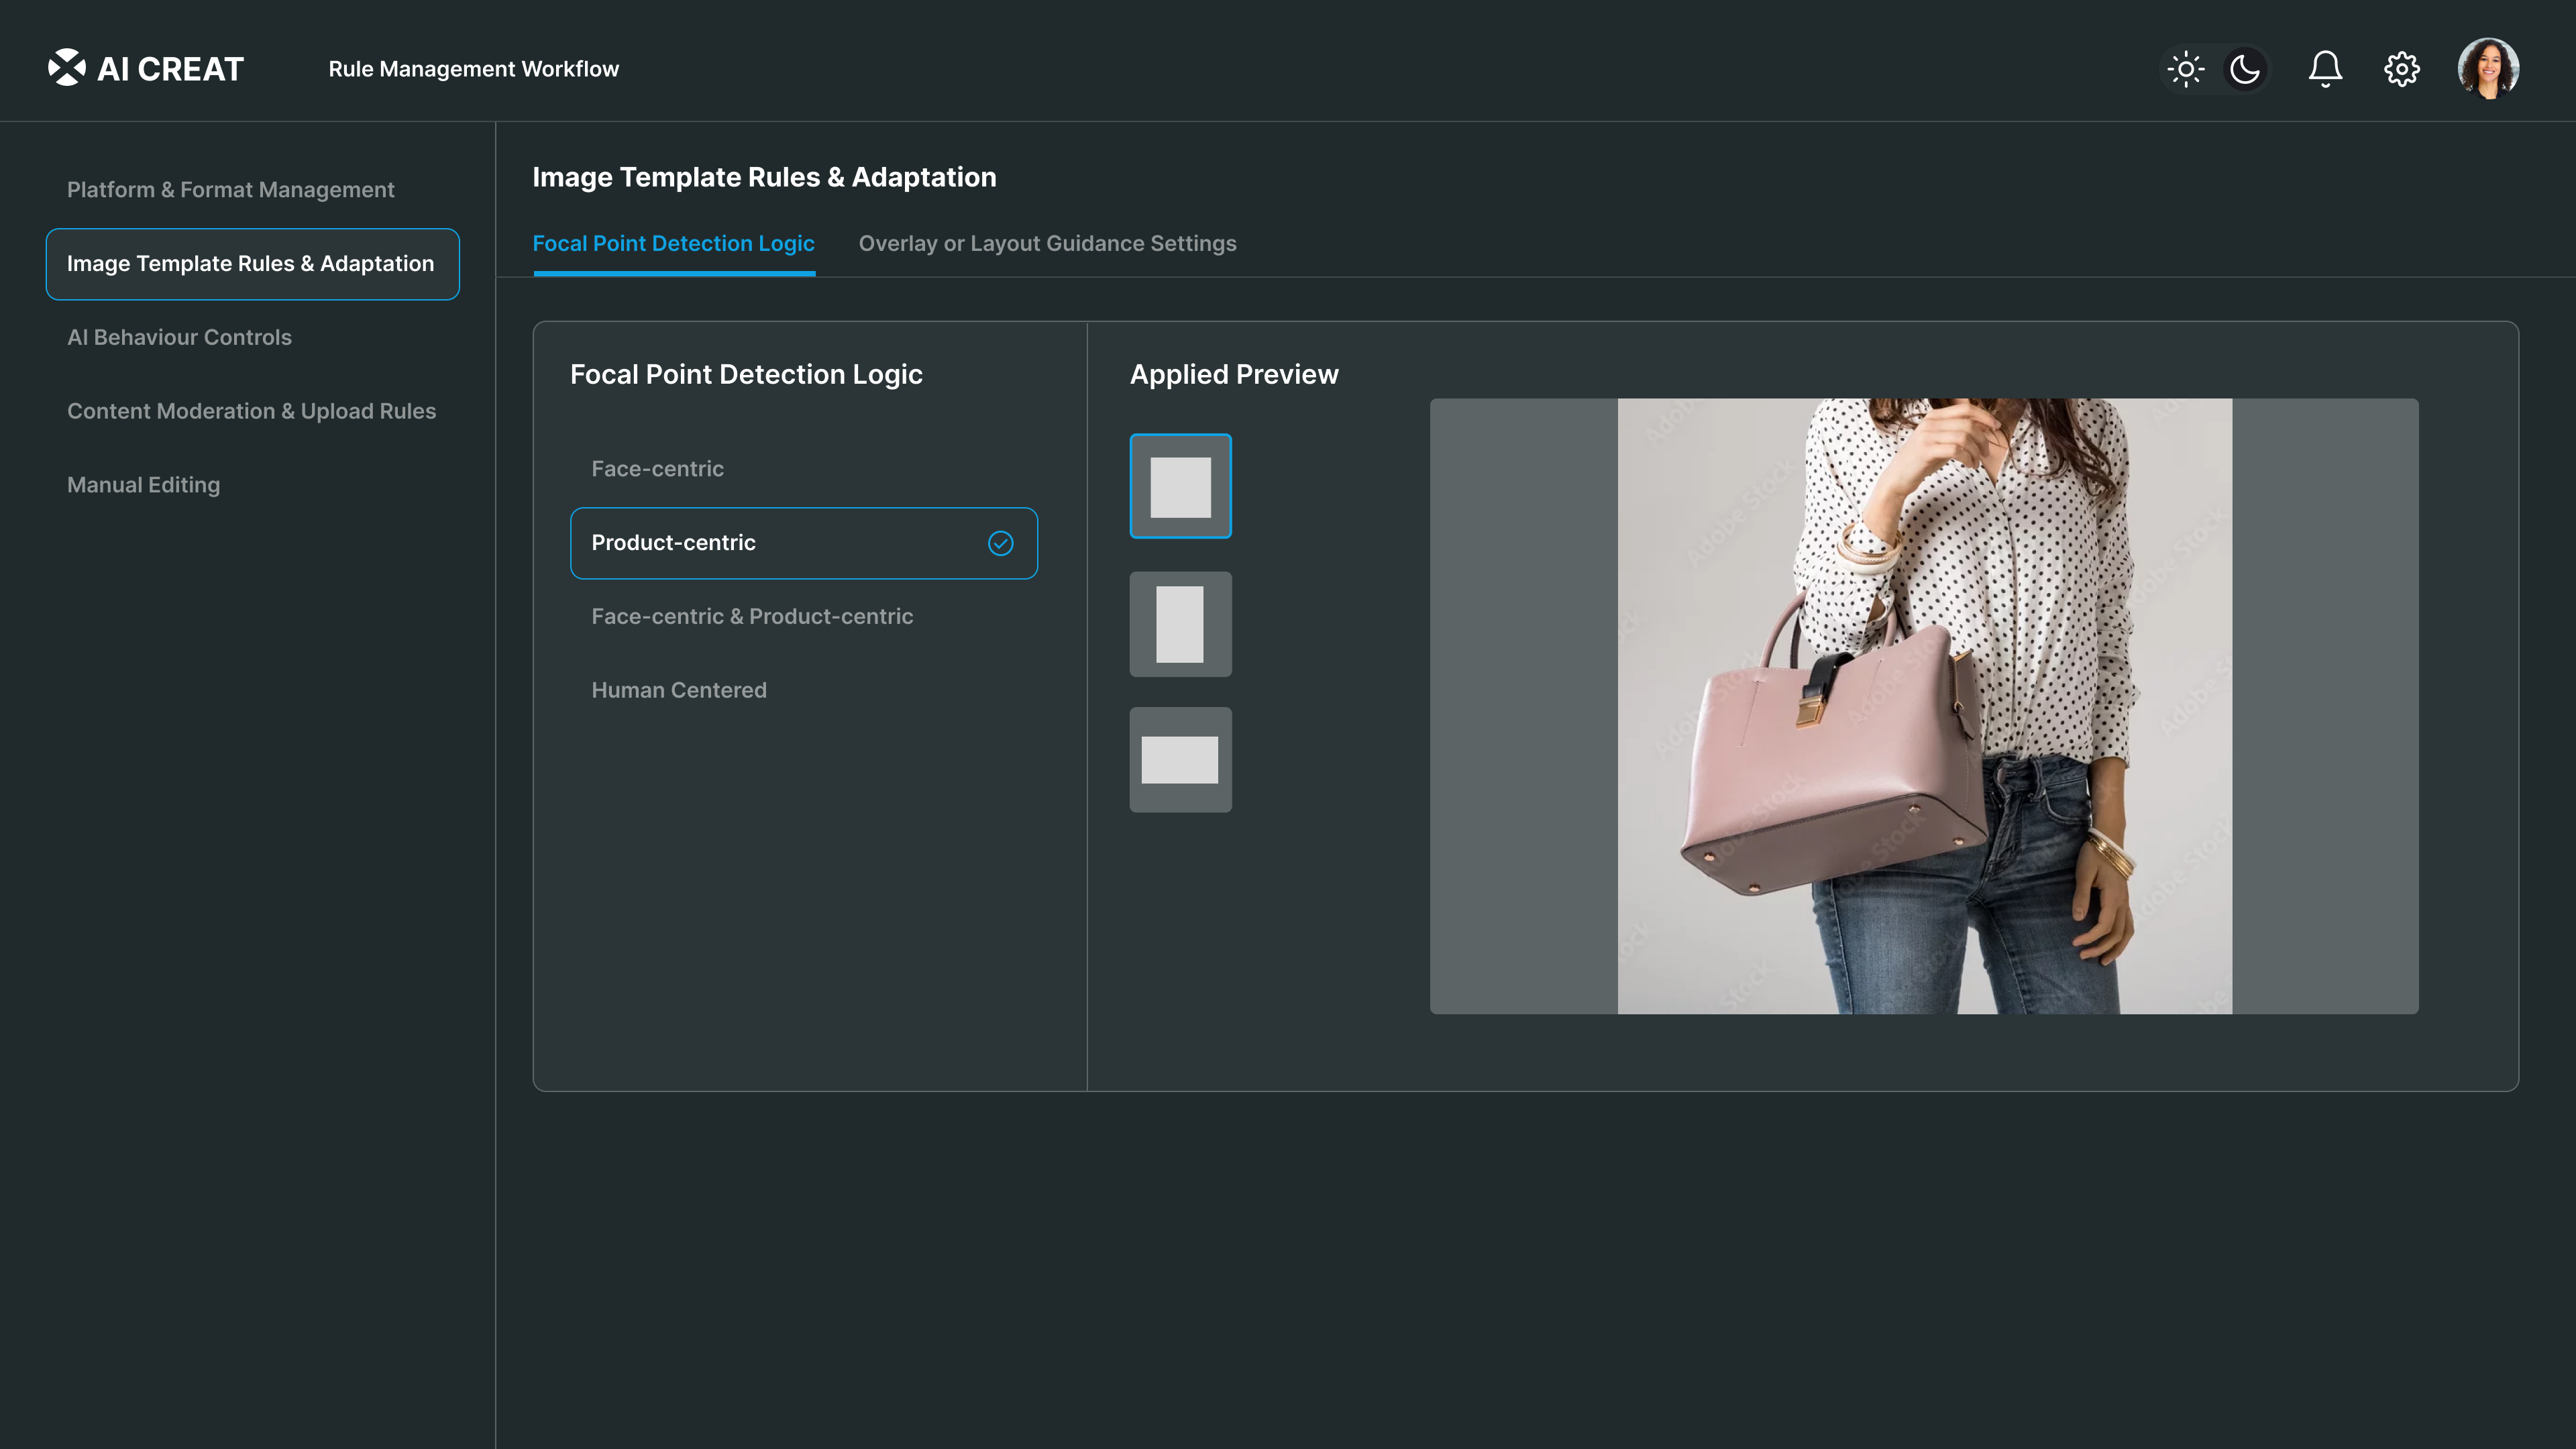 AI CREAT
Rule Management Workflow
Platform & Format Management
Image Template Rules & Adaptation
AI Behaviour Controls
Content Moderation & Upload Rules
Manual Editing
Image Template Rules & Adaptation
Focal Point Detection Logic
Overlay or Layout Guidance Settings
Focal Point Detection Logic
Face-centric
Product-centric
Face-centric & Product-centric
Human Centered
Applied Preview
Adobe Stock